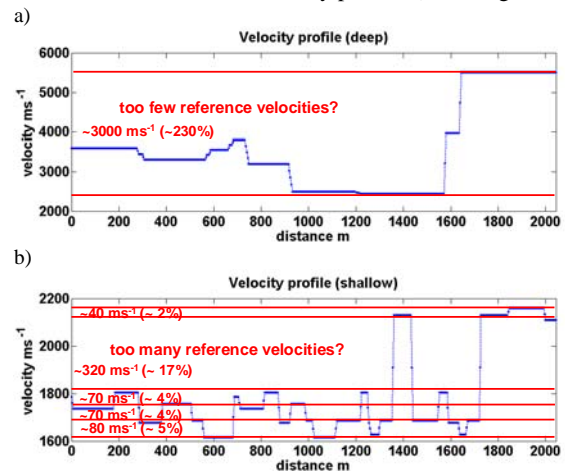 a)
Velocity profile (deep)
6000
5000
4000
3000
2000
velocity ms-1
too few reference velocities?
~3000 ms-1 (~230%)
0 200 400 600 800 1000 1200 1400 1600 1800 2000
distance m
b)
Velocity profile (shallow)
2200
2000
1800
1600
velocity ms-1
~40 ms-1 (~ 2%)
too many reference velocities?
~320 ms-1 (~ 17%)
~70 ms-1 (~ 4%)
~70 ms-1 (~ 4%)
~80 ms-1 (~ 5%)
0 200 400 600 800 1000 1200 1400 1600 1800 2000
distance m